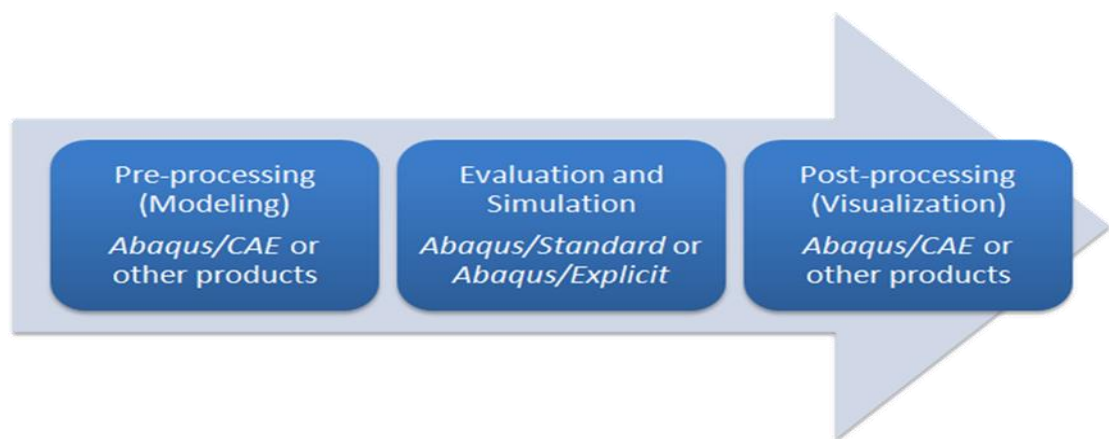 Pre-processing
(Modeling)
Abaqus/CAE or
other products
Evaluation and
Simulation
Abaqus/Standard or
Abaqus/Explicit
Post-processing
(Visualization)
Abaqus/CAE or
other products